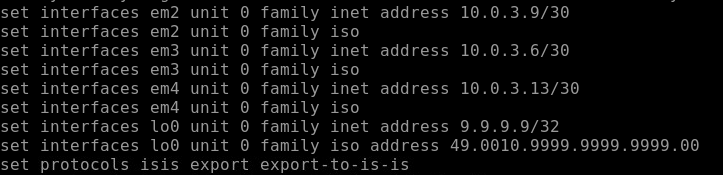 set interfaces em2 unit 0 family inet address 10.0.3.9/30
set interfaces em2 unit 0 family iso
set interfaces em3 unit 0 family inet address 10.0.3.6/30
set interfaces em3 unit 0 family iso
set interfaces em4 unit 0 family inet address 10.0.3.13/30
set interfaces em4 unit 0 family iso
set interfaces lo0 unit 0 family inet address 9.9.9.9/32
set interfaces lo0 unit 0 family iso address 49.0010.9999.9999.9999.00
set protocols isis export export-to-is-is